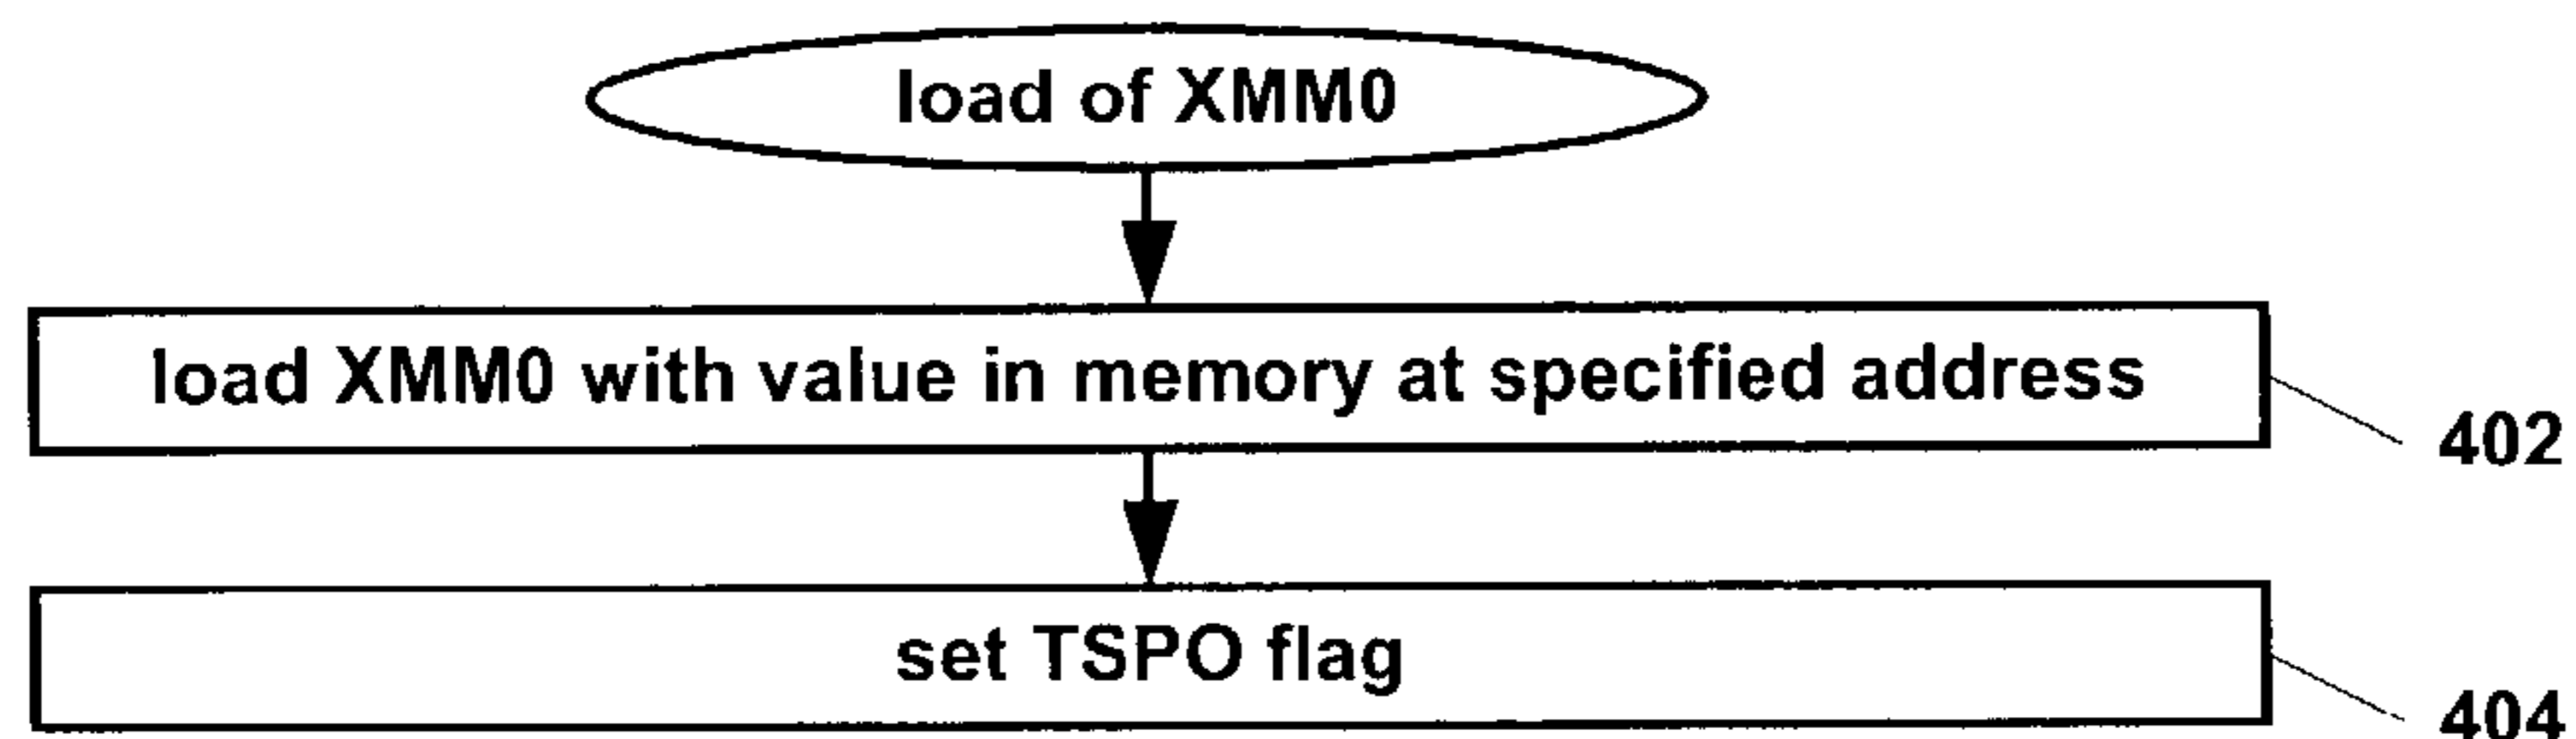 load of XMM0
load XMM0 with value in memory at specified address
402
set TSPO flag
404